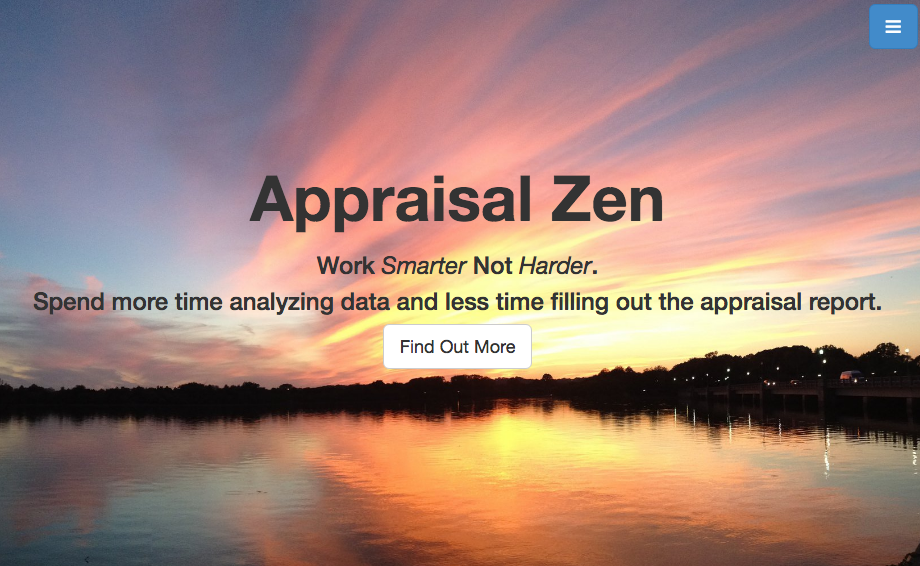 Appraisal Zen
Work Smarter Not Harder.
Spend more time analyzing data and less time filling out the appraisal report.
Find Out More